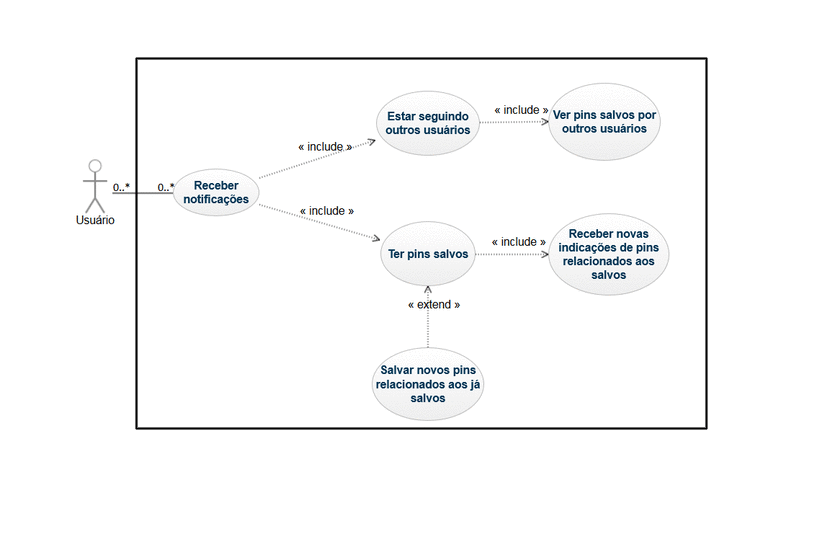 Estar seguindo
outros usuários
« include »
Ver pins salvos por
outros usuários
« include »
0..*
0..*
Receber
notificações
Usuário
« include »
Ter pins salvos
« include »
Receber novas
indicações de pins
relacionados aos
salvos
« extend »
Salvar novos pins
relacionados aos já
salvos